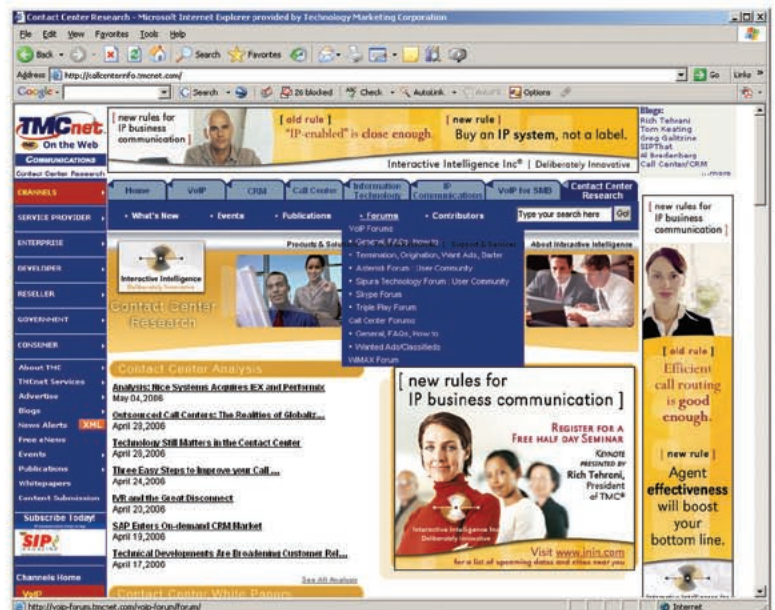 Contact Center Research - Microsoft Internet Explorer provided by Technology Marketing Corporation
File Edit View Favorites Tools Help
Back Search Favorites
Address http://callcenterinfo.tmcnet.com/ Go Links
Google Search 26 blocked Check AutoLink Options
TMCnet
On the Web
COMMUNICATIONS
Contact Center Research
[ new rules for
IP business
communication ]
[ old rule ]
"IP-enabled" is close enough.
[ new rule ]
Buy an IP system, not a label.
Interactive Intelligence Inc® | Deliberately Innovative
Blogs:
Rich Tehrani
Tom Keating
Greg Galitzine
SIPThat
Al Bredenberg
Call Center/CRM
...more
Home
VoIP
CRM
Call Center
Information
Technology
IP
Communications
VoIP for SMB
Contact Center
Research
• What's New
• Events
• Publications
• Forums
• Contributors
Type your search here Go!
CHANNELS
SERVICE PROVIDER
ENTERPRISE
DEVELOPER
RESELLER
GOVERNMENT
CONSUMER
About TMC
TMCnet Services
Advertise
Blogs
News Alerts XML
Free eNews
Events
Publications
Whitepapers
Content Submission
Subscribe Today!
SIP
MAGAZINE
Channels Home
VoIP
Products & Support & Services About Interactive Intelligence
VoIP Forums
• General, FAQs, How to
• Termination, Origination, Want Ads, Barter
• Asterisk Forum : User Community
• Sipura Technology Forum : User Community
• Skype Forum
• Triple Play Forum
Call Center Forums
• General, FAQs, How to
• Wanted Ads/Classifieds
WiMAX Forum
Interactive Intelligence
Deliberately Innovative
Contact Center
Research
Contact Center Analysis
Analysis: Nice Systems Acquires IEX and Performix
May 04,2006
Outsourced Call Centers: The Realities of Globaliz...
April 28,2006
Technology Still Matters in the Contact Center
April 26,2006
Three Easy Steps to Improve your Call ...
April 24,2006
IVR and the Great Disconnect
April 20,2006
SAP Enters On-demand CRM Market
April 19,2006
Technical Developments Are Broadening Customer Rel...
April 17,2006
See All Analysis
Contact Center White Papers
[ new rules for
IP business communication ]
REGISTER FOR A
FREE HALF DAY SEMINAR
KEYNOTE
PRESENTED BY
Rich Tehrani,
President
of TMC®
Interactive Intelligence Inc
Deliberately Innovative
Visit www.inin.com
for a list of upcoming dates and cities near you
[ new rules for
IP business
communication ]
[ old rule ]
Efficient
call routing
is good
enough.
[ new rule ]
Agent
effectiveness
will boost
your
bottom line.
Interactive Intelligence Inc
http://voip-forum.tmcnet.com/voip-forum/forum/ Internet